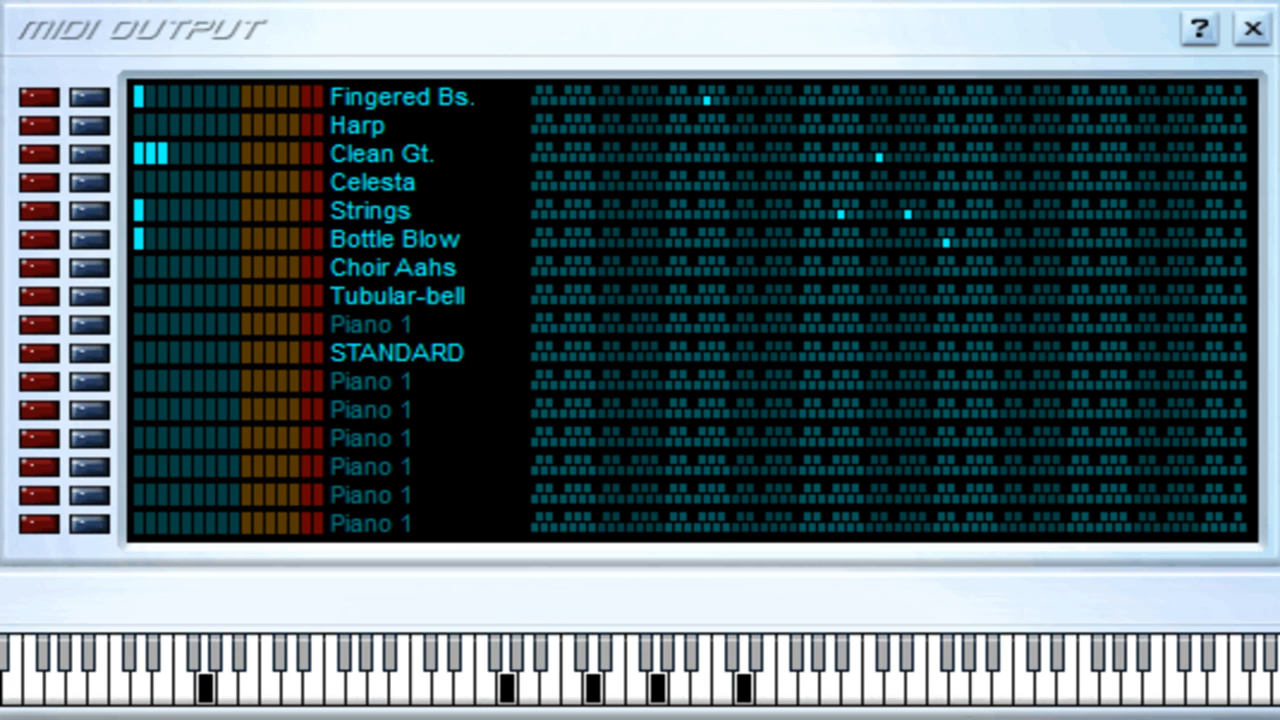 MIDI OUTPUT
? ×
Fingered Bs.
Harp
Clean Gt.
Celesta
Strings
Bottle Blow
Choir Aahs
Tubular-bell
Piano 1
STANDARD
Piano 1
Piano 1
Piano 1
Piano 1
Piano 1
Piano 1